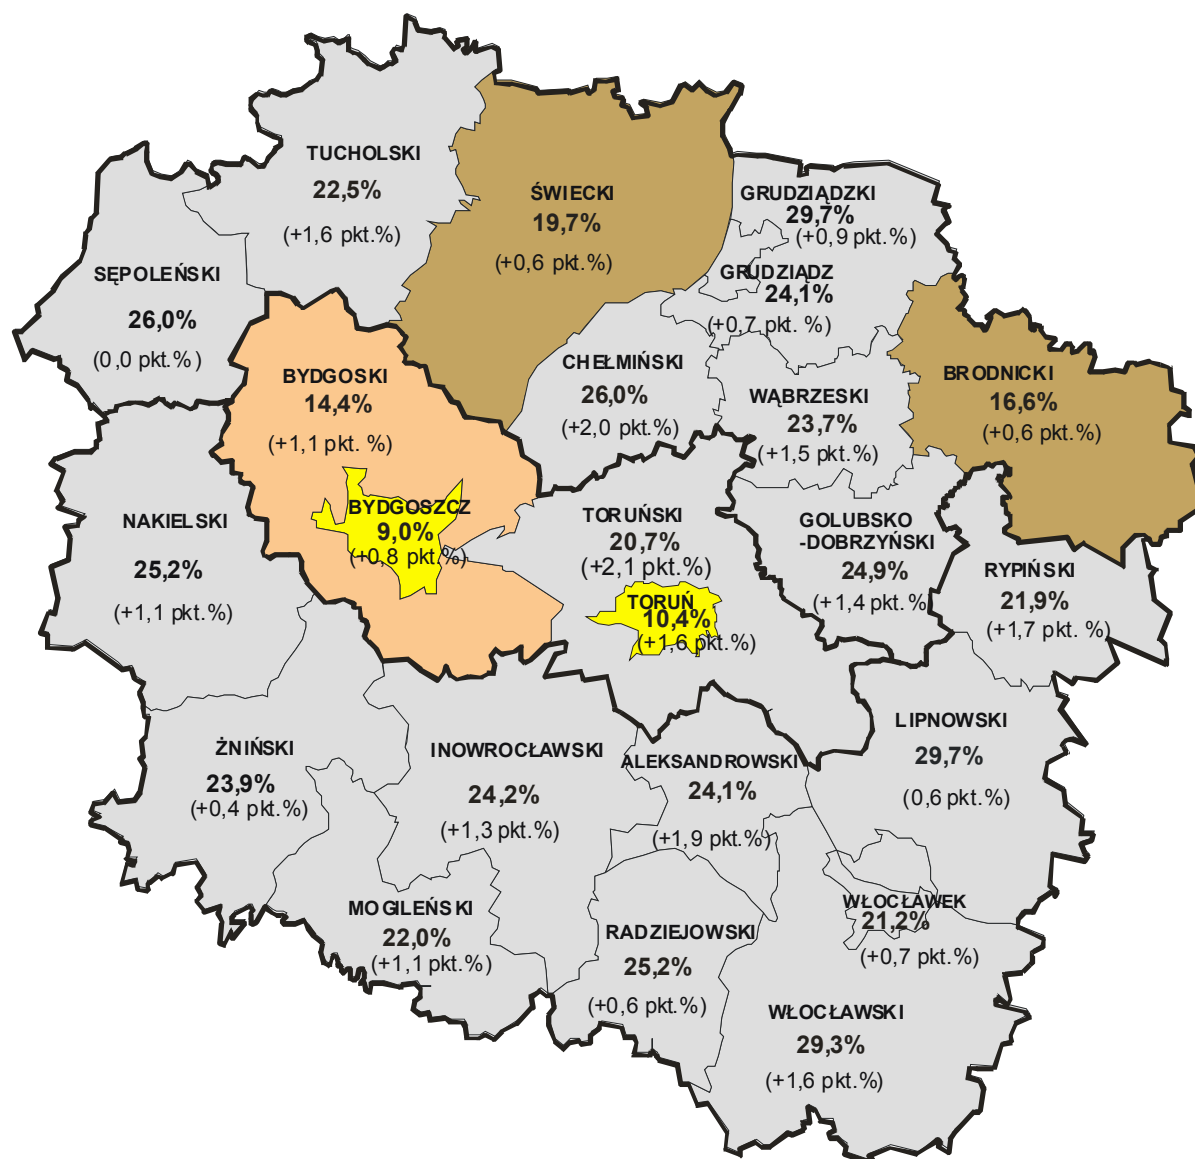 TUCHOLSKI
22,5%
(+1,6 pkt.%)
ŚWIECKI
19,7%
(+0,6 pkt.%)
GRUDZIĄDZKI
29,7%
(+0,9 pkt.%)
GRUDZIĄDZ
24,1%
(+0,7 pkt. %)
SĘPOLEŃSKI
26,0%
(0,0 pkt.%)
BYDGOSKI
14,4%
(+1,1 pkt. %)
CHEŁMIŃSKI
26,0%
(+2,0 pkt.%)
WĄBRZESKI
23,7%
(+1,5 pkt.%)
BRODNICKI
16,6%
(+0,6 pkt.%)
NAKIELSKI
25,2%
(+1,1 pkt.%)
BYDGOSZCZ
9,0%
(+0,8 pkt.%)
TORUŃSKI
20,7%
(+2,1 pkt.%)
TORUŃ
10,4%
(+1,6 pkt.%)
GOLUBSKO
-DOBRZYŃSKI
24,9%
(+1,4 pkt.%)
RYPIŃSKI
21,9%
(+1,7 pkt. %)
ŻNIŃSKI
23,9%
(+0,4 pkt.%)
INOWROCŁAWSKI
24,2%
(+1,3 pkt.%)
ALEKSANDROWSKI
24,1%
(+1,9 pkt.%)
LIPNOWSKI
29,7%
(0,6 pkt.%)
MOGILEŃSKI
22,0%
(+1,1 pkt.%)
RADZIEJOWSKI
25,2%
(+0,6 pkt.%)
WŁOCŁAWEK
21,2%
(+0,7 pkt.%)
WŁOCŁAWSKI
29,3%
(+1,6 pkt.%)